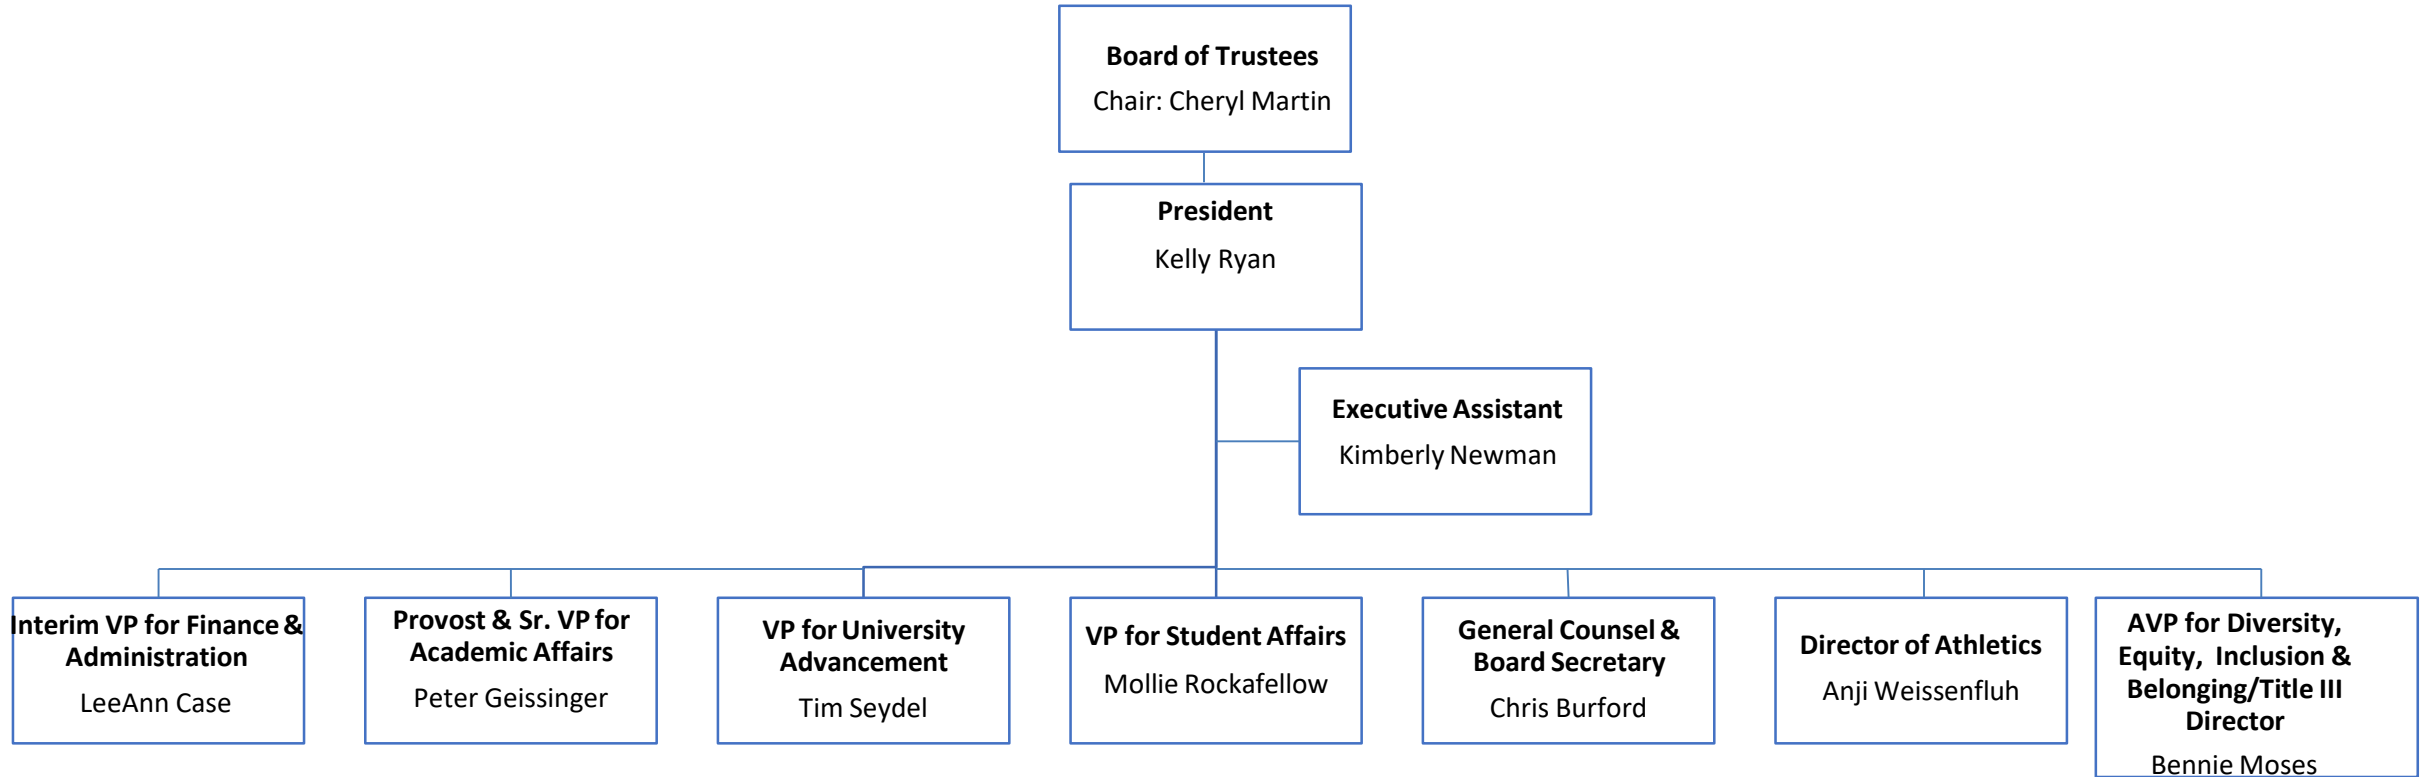 Board of Trustees
Chair: Cheryl Martin
President
Kelly Ryan
Executive Assistant
Kimberly Newman
Interim VP for Finance &
Administration
LeeAnn Case
Provost & Sr. VP for
Academic Affairs
Peter Geissinger
VP for University
Advancement
Tim Seydel
VP for Student Affairs
Mollie Rockafellow
General Counsel &
Board Secretary
Chris Burford
Director of Athletics
Anji Weissenfluh
AVP for Diversity,
Equity, Inclusion &
Belonging/Title III
Director
Bennie Moses